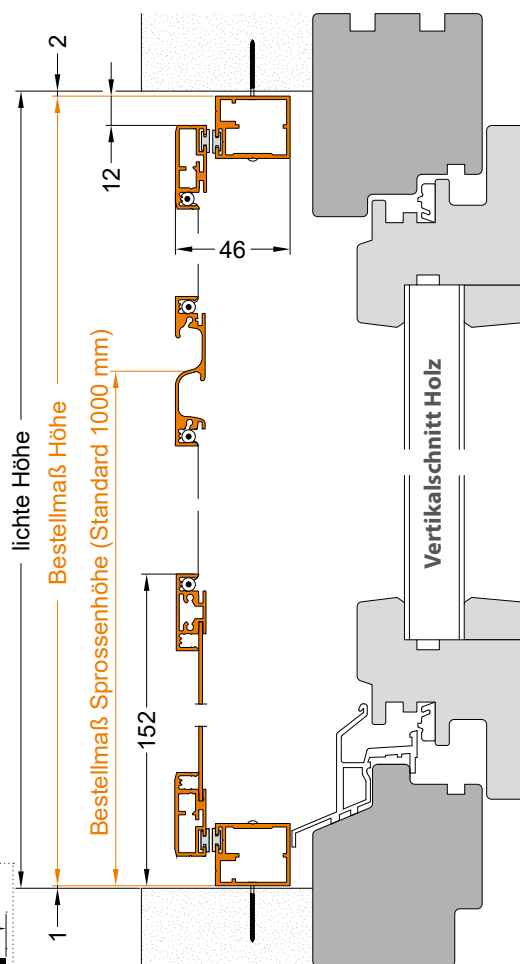 2
12
46
lichte Höhe
Bestellmaß Höhe
Bestellmaß Sprossenhöhe (Standard 1000 mm)
Vertikalschnitt Holz
152
1